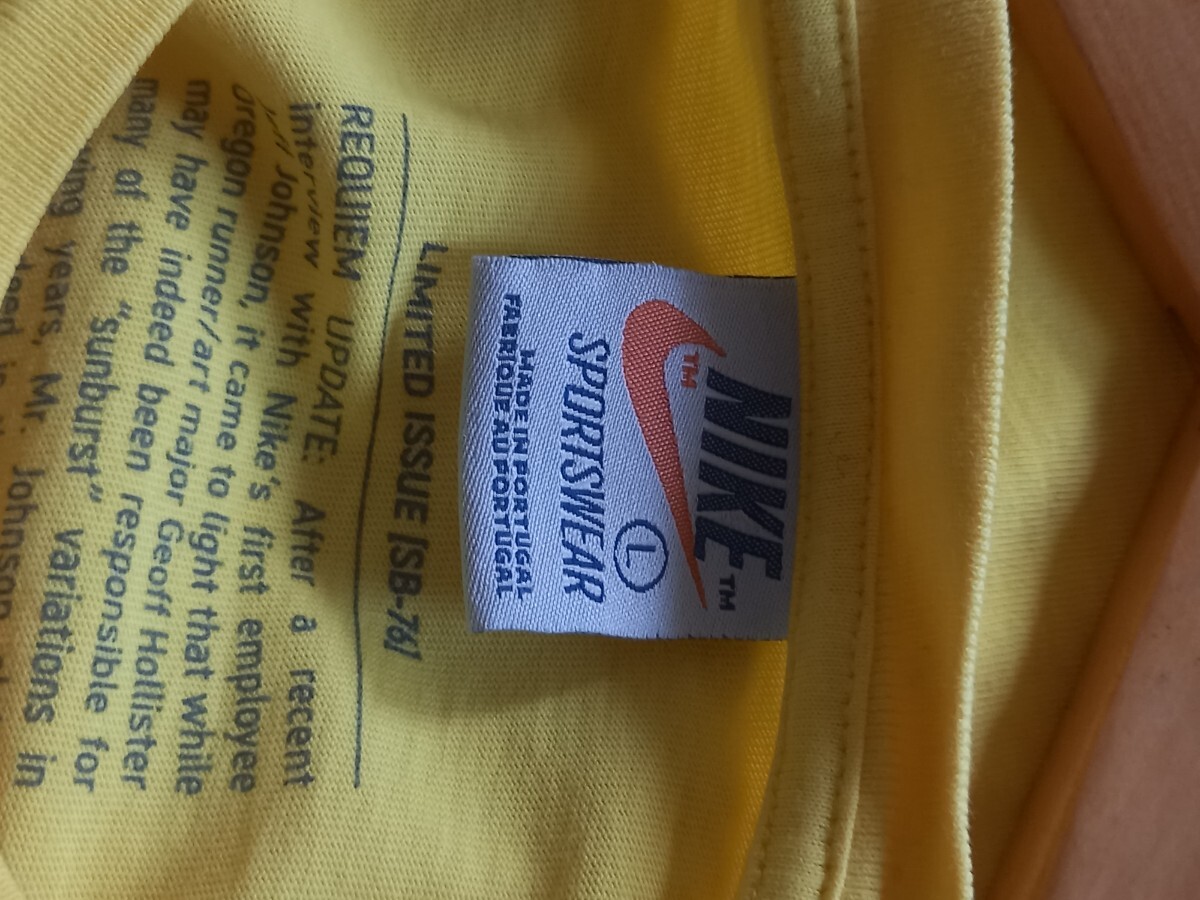 NIKE™
™
L
SPORTSWEAR
MADE IN PORTUGAL
FABRIQUE AU PORTUGAL
LIMITED ISSUE [SB-76]
REQUIEM UPDATE: After a recent
interview with Nike's first employee
Jeff Johnson, it came to light that while
Oregon runner/art major Geoff Hollister
may have indeed been responsible for
many of the "sunburst" variations in
years, Mr. Johnson